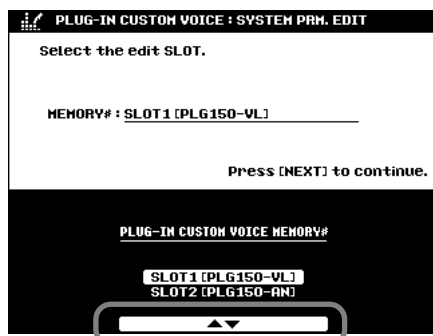 PLUG-IN CUSTOM VOICE : SYSTEM PRM. EDIT
Select the edit SLOT.
MEMORY# : SLOT1 [PLG150-VL]
Press [NEXT] to continue.
PLUG-IN CUSTOM VOICE MEMORY#
SLOT1 [PLG150-VL]
SLOT2 [PLG150-AN]
▲▼